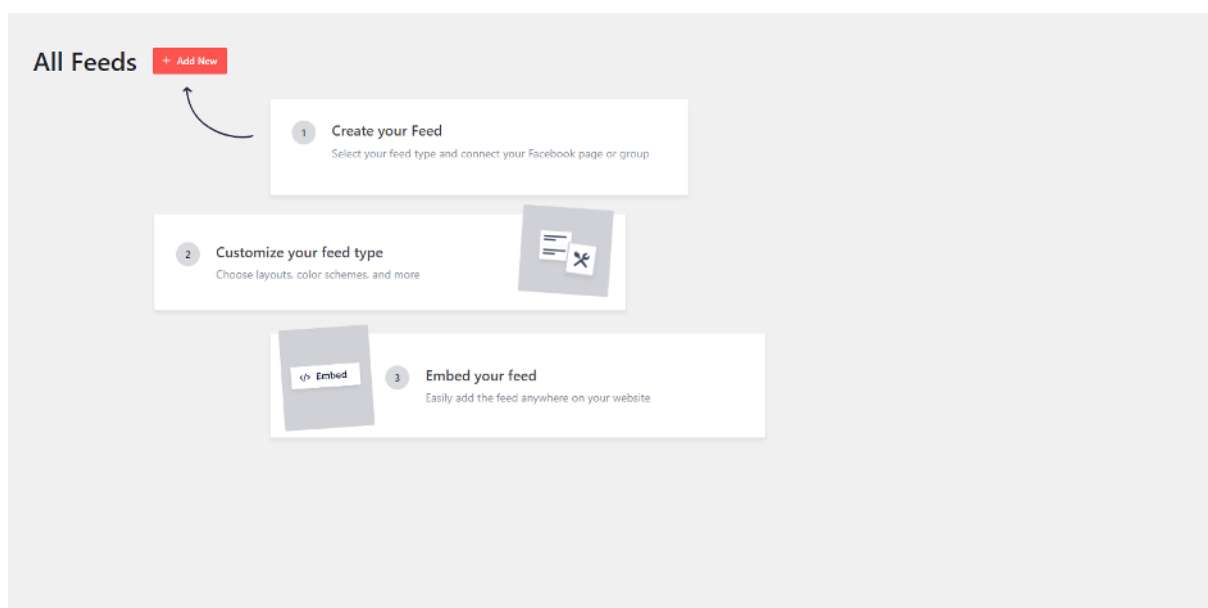 All Feeds
+ Add New
1
Create your Feed
Select your feed type and connect your Facebook page or group
2
Customize your feed type
Choose layouts, color schemes, and more
</> Embed
3
Embed your feed
Easily add the feed anywhere on your website